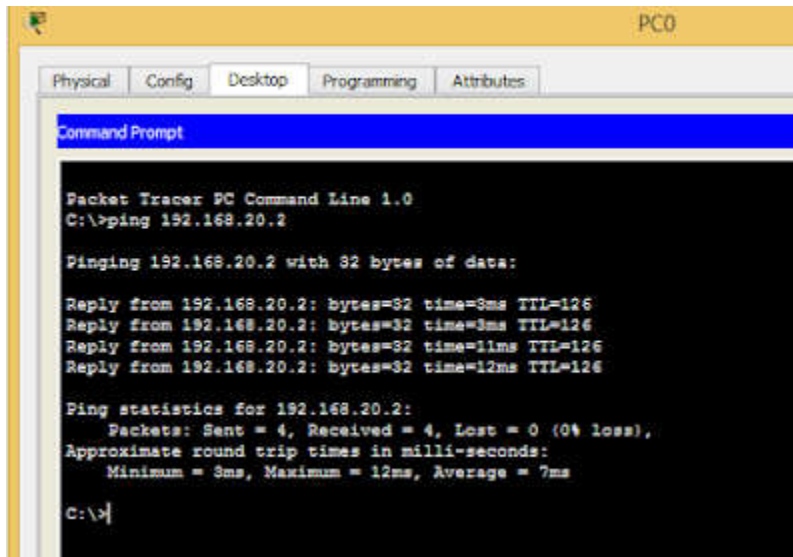 PC0
Physical Config Desktop Programming Attributes
Command Prompt
Packet Tracer PC Command Line 1.0
C:\>ping 192.168.20.2
Pinging 192.168.20.2 with 32 bytes of data:
Reply from 192.168.20.2: bytes=32 time=3ms TTL=126
Reply from 192.168.20.2: bytes=32 time=3ms TTL=126
Reply from 192.168.20.2: bytes=32 time=11ms TTL=126
Reply from 192.168.20.2: bytes=32 time=12ms TTL=126
Ping statistics for 192.168.20.2:
Packets: Sent = 4, Received = 4, Lost = 0 (0% loss),
Approximate round trip times in milli-seconds:
Minimum = 3ms, Maximum = 12ms, Average = 7ms
C:\>